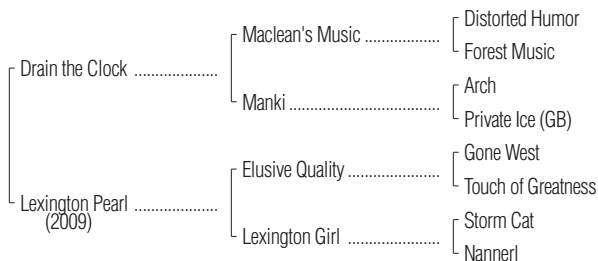 Distorted Humor
Maclean's Music ..................
Forest Music
Drain the Clock ....................
Arch
Manki ....................................
Private Ice (GB)
Gone West
Elusive Quality ......................
Touch of Greatness
Lexington Pearl ....................
(2009)
Storm Cat
Lexington Girl ......................
Nannerl